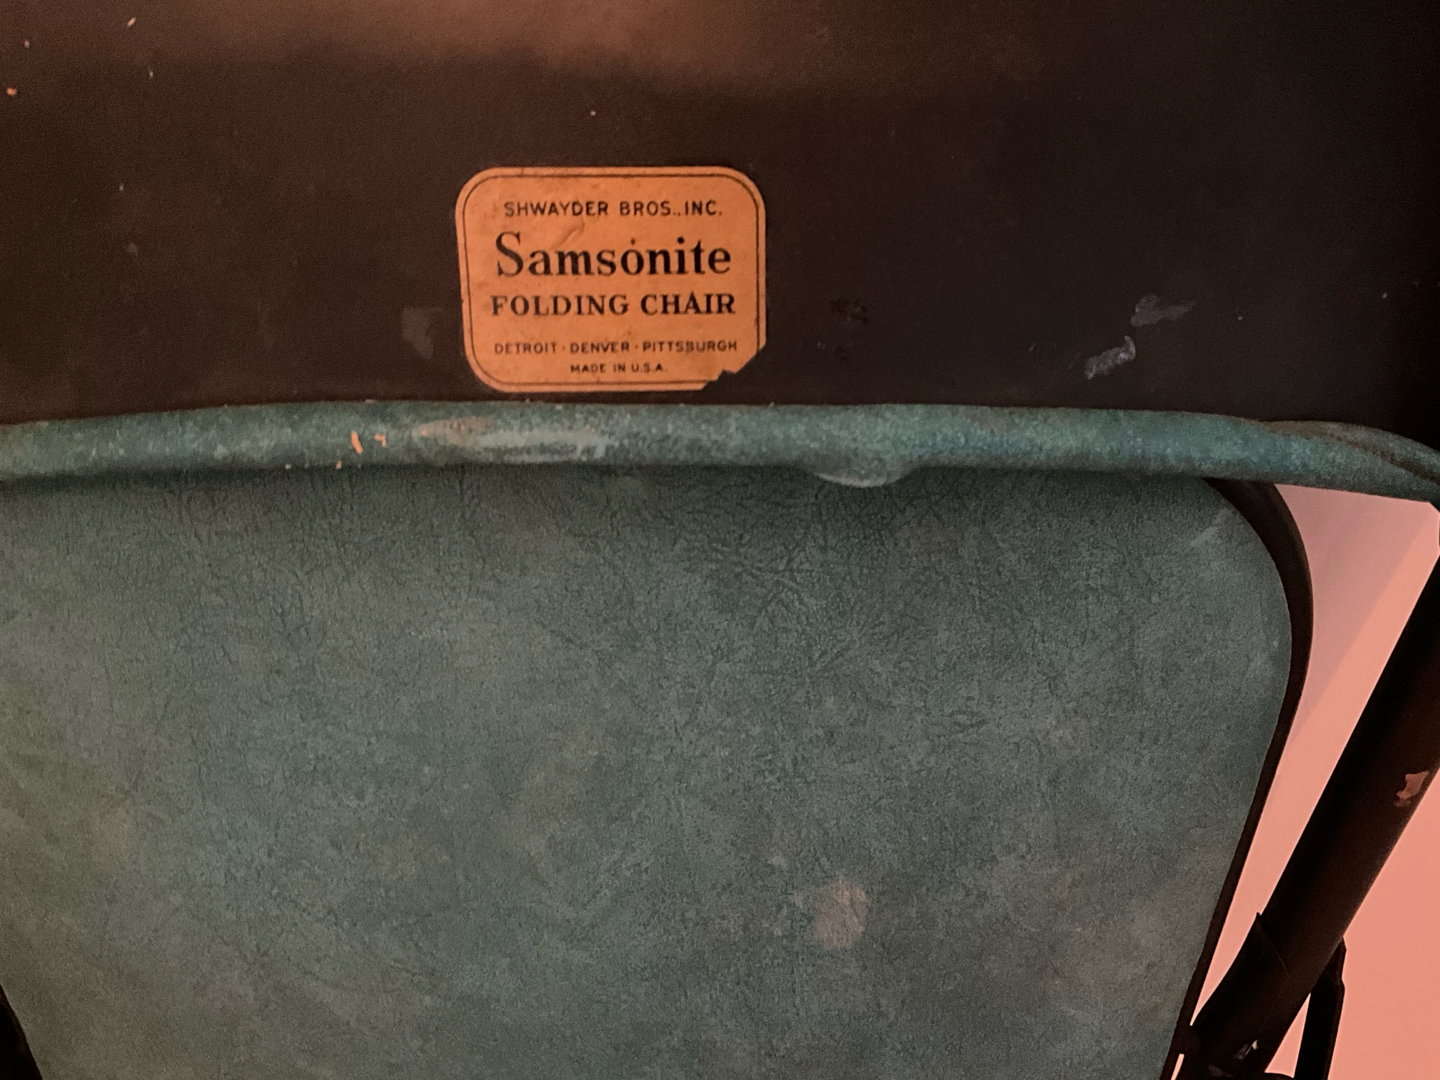 SHWAYDER BROS., INC.
Samsonite
FOLDING CHAIR
DETROIT · DENVER · PITTSBURGH
MADE IN U.S.A.